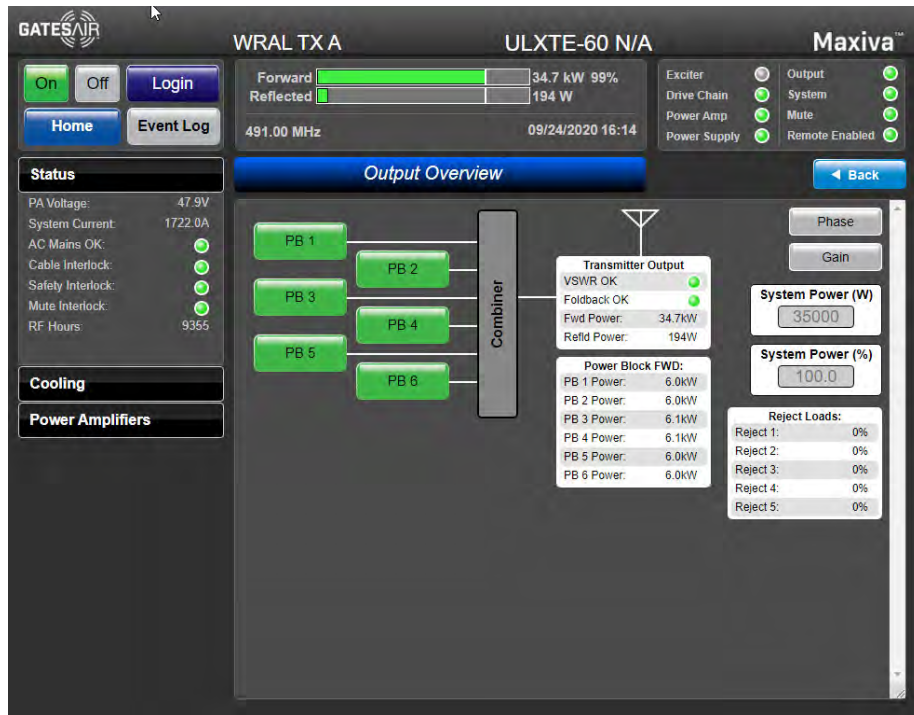 GATESAIR
WRAL TX A ULXTE-60 N/A Maxiva™
On Off Login
Home Event Log
Forward 34.7 kW 99%
Reflected 194 W
491.00 MHz 09/24/2020 16:14
Exciter Output
Drive Chain System
Power Amp Mute
Power Supply Remote Enabled
Status
Output Overview
◄ Back
PA Voltage: 47.9V
System Current: 1722.0A
AC Mains OK:
Cable Interlock:
Safety Interlock:
Mute Interlock:
RF Hours: 9355
Cooling
Power Amplifiers
PB 1
PB 2
PB 3
PB 4
PB 5
PB 6
Combiner
Transmitter Output
VSWR OK
Foldback OK
Fwd Power: 34.7kW
Refld Power: 194W
Power Block FWD:
PB 1 Power: 6.0kW
PB 2 Power: 6.0kW
PB 3 Power: 6.1kW
PB 4 Power: 6.1kW
PB 5 Power: 6.0kW
PB 6 Power: 6.0kW
Phase
Gain
System Power (W)
35000
System Power (%)
100.0
Reject Loads:
Reject 1: 0%
Reject 2: 0%
Reject 3: 0%
Reject 4: 0%
Reject 5: 0%